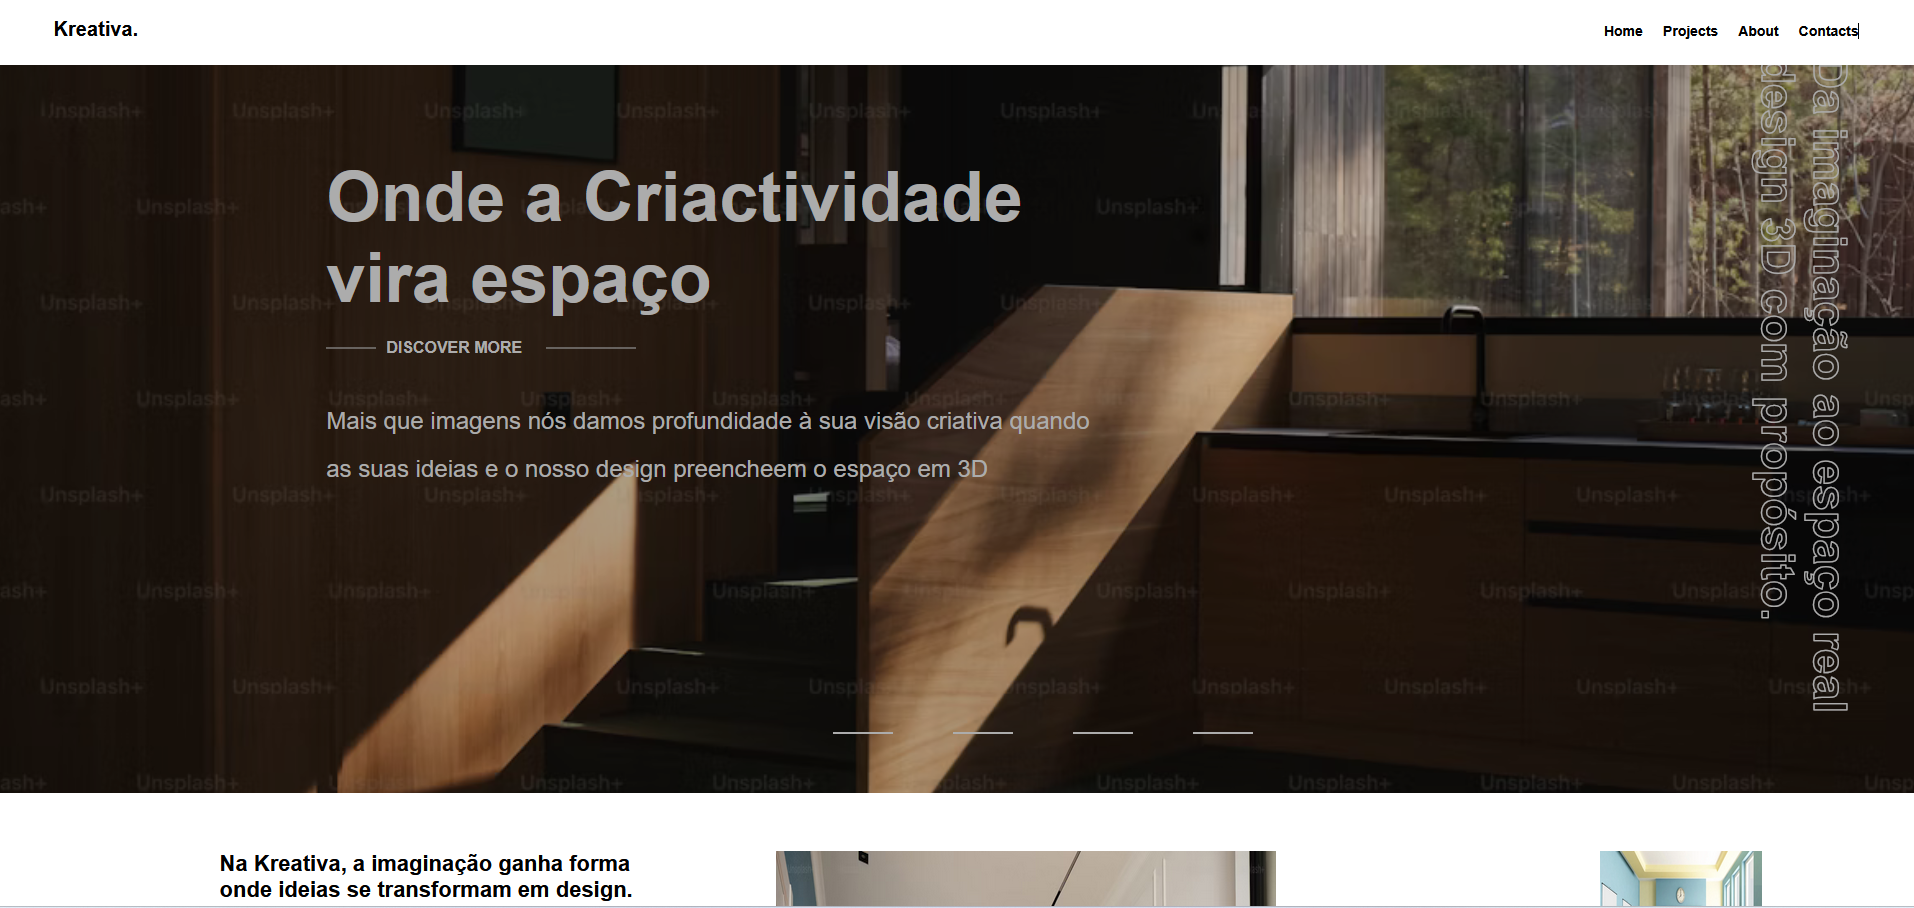 Kreativa.
Home Projects About Contacts
Onde a Criactividade
vira espaço
DISCOVER MORE
Mais que imagens nós damos profundidade à sua visão criativa quando
as suas ideias e o nosso design preencheem o espaço em 3D
Da imaginação ao espaço real
design 3D com propósito.
Unsplash+
Na Kreativa, a imaginação ganha forma
onde ideias se transformam em design.